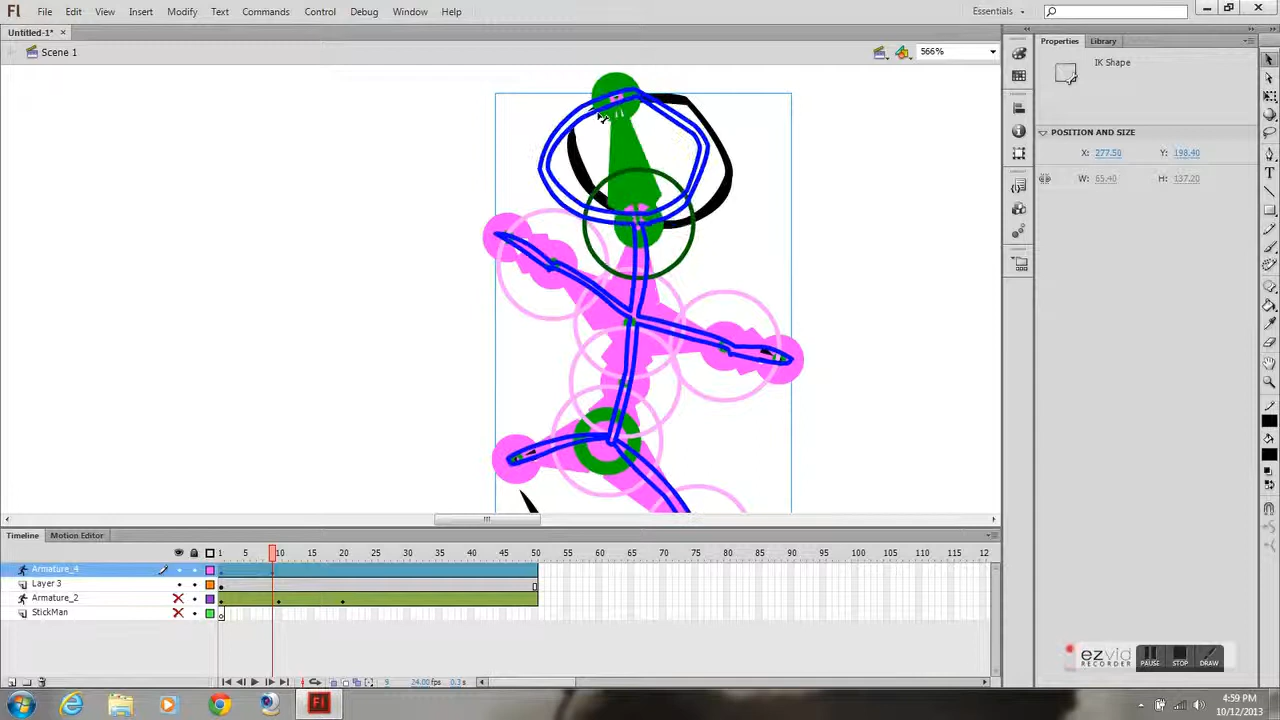 Fl File Edit View Insert Modify Text Commands Control Debug Window Help Essentials
Untitled-1* ×
Scene 1 566%
Properties Library
IK Shape
POSITION AND SIZE
X: 277.50 Y: 198.40
W: 65.40 H: 137.20
Timeline Motion Editor
1 5 10 15 20 25 30 35 40 45 50 55 60 65 70 75 80 85 90 95 100 105 110 115 12
Armature_4
Layer 3
Armature_2
StickMan
9 24.00 fps 0.3 s
ezvid
RECORDER
PAUSE STOP DRAW
Fl
4:59 PM
10/12/2013